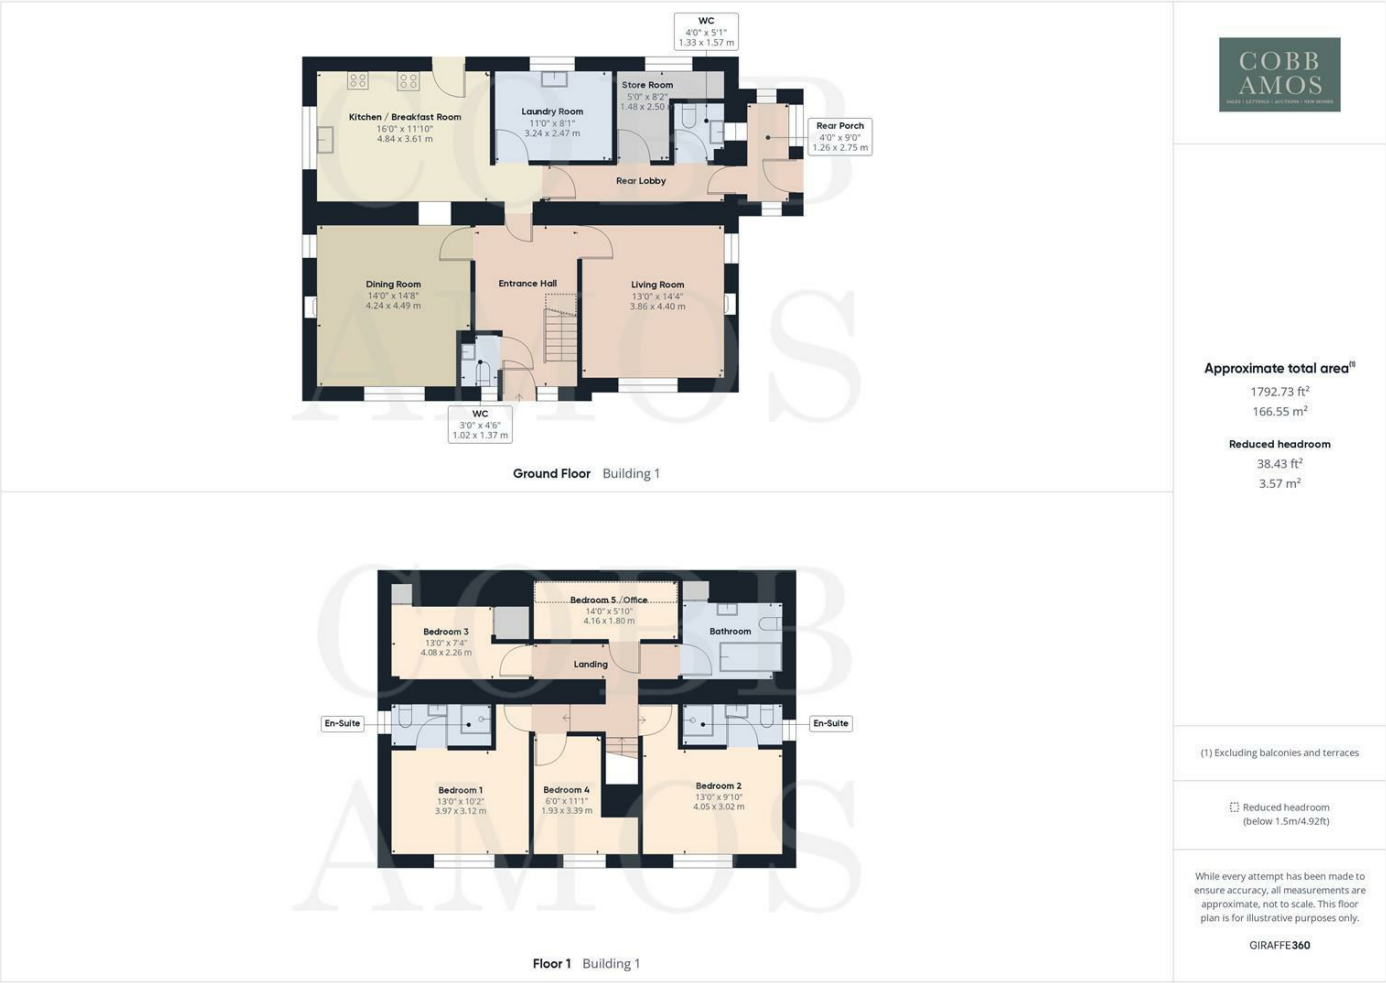 WC
4'0" x 5'1"
1.33 x 1.57 m
Store Room
5'0" x 8'2"
1.48 x 2.50
Kitchen / Breakfast Room
16'0" x 11'10"
4.84 x 3.61 m
Laundry Room
11'0" x 8'1"
3.24 x 2.47 m
Rear Porch
4'0" x 9'0"
1.26 x 2.75 m
Rear Lobby
Dining Room
14'0" x 14'8"
4.24 x 4.49 m
Entrance Hall
Living Room
13'0" x 14'4"
3.86 x 4.40 m
WC
3'0" x 4'6"
1.02 x 1.37 m
COBB
AMOS
Ground Floor Building 1
Bedroom 5 / Office
14'0" x 5'10"
4.16 x 1.80 m
Bedroom 3
13'0" x 7'4"
4.08 x 2.26 m
Bathroom
Landing
En-Suite
En-Suite
Bedroom 1
13'0" x 10'2"
3.97 x 3.12 m
Bedroom 4
6'0" x 11'1"
1.93 x 3.39 m
Bedroom 2
13'0" x 9'10"
4.05 x 3.02 m
COBB
AMOS
Floor 1 Building 1
COBB
AMOS
SALES | LETTINGS | AUCTIONS | NEW HOMES
Approximate total area(1)
1792.73 ft²
166.55 m²
Reduced headroom
38.43 ft²
3.57 m²
(1) Excluding balconies and terraces
Reduced headroom
(below 1.5m/4.92ft)
While every attempt has been made to
ensure accuracy, all measurements are
approximate, not to scale. This floor
plan is for illustrative purposes only.
GIRAFFE360